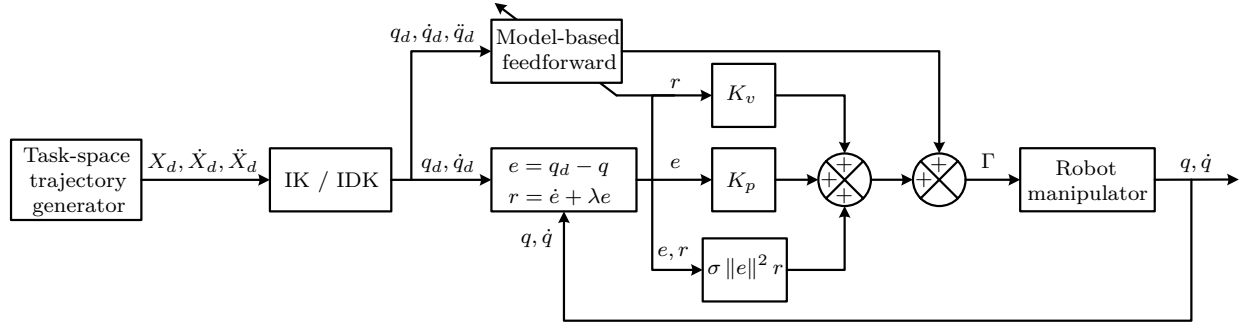 q_d, q̇_d, q̈_d
Model-based
feedforward
r
K_v
Task-space
trajectory
generator
X_d, Ẋ_d, Ẍ_d
IK / IDK
q_d, q̇_d
e = q_d − q
r = ė + λe
e
K_p
+
+
+
+
+
Γ
Robot
manipulator
q, q̇
q, q̇
e, r
σ ‖e‖² r